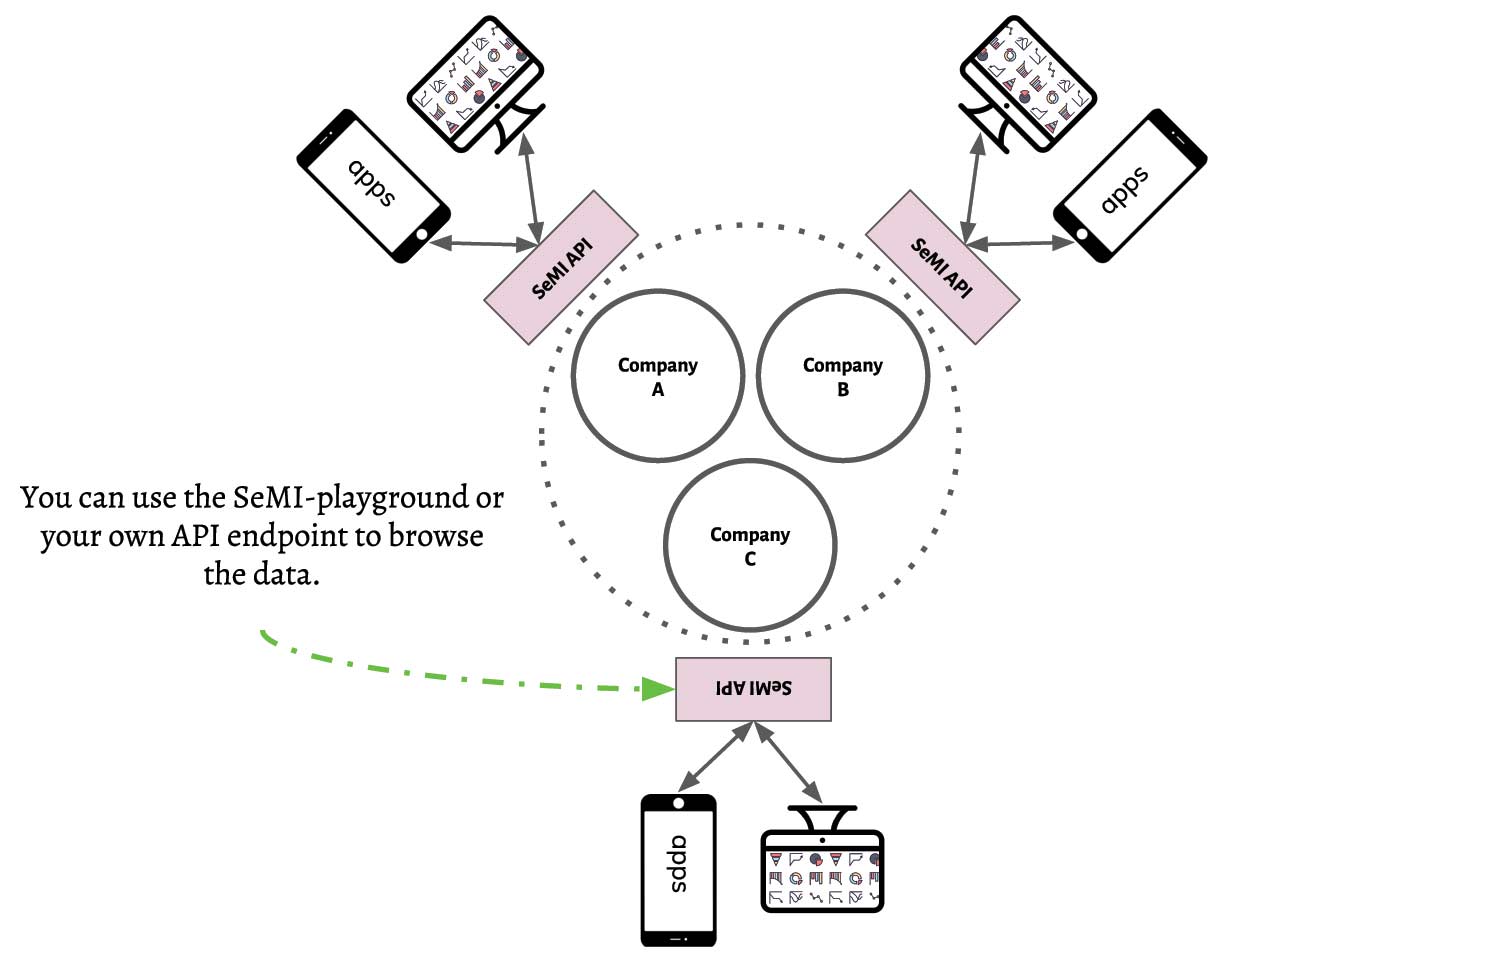 apps
apps
SeMI API
SeMI API
Company
A
Company
B
You can use the SeMI-playground or
your own API endpoint to browse
the data.
Company
C
SeMI API
apps